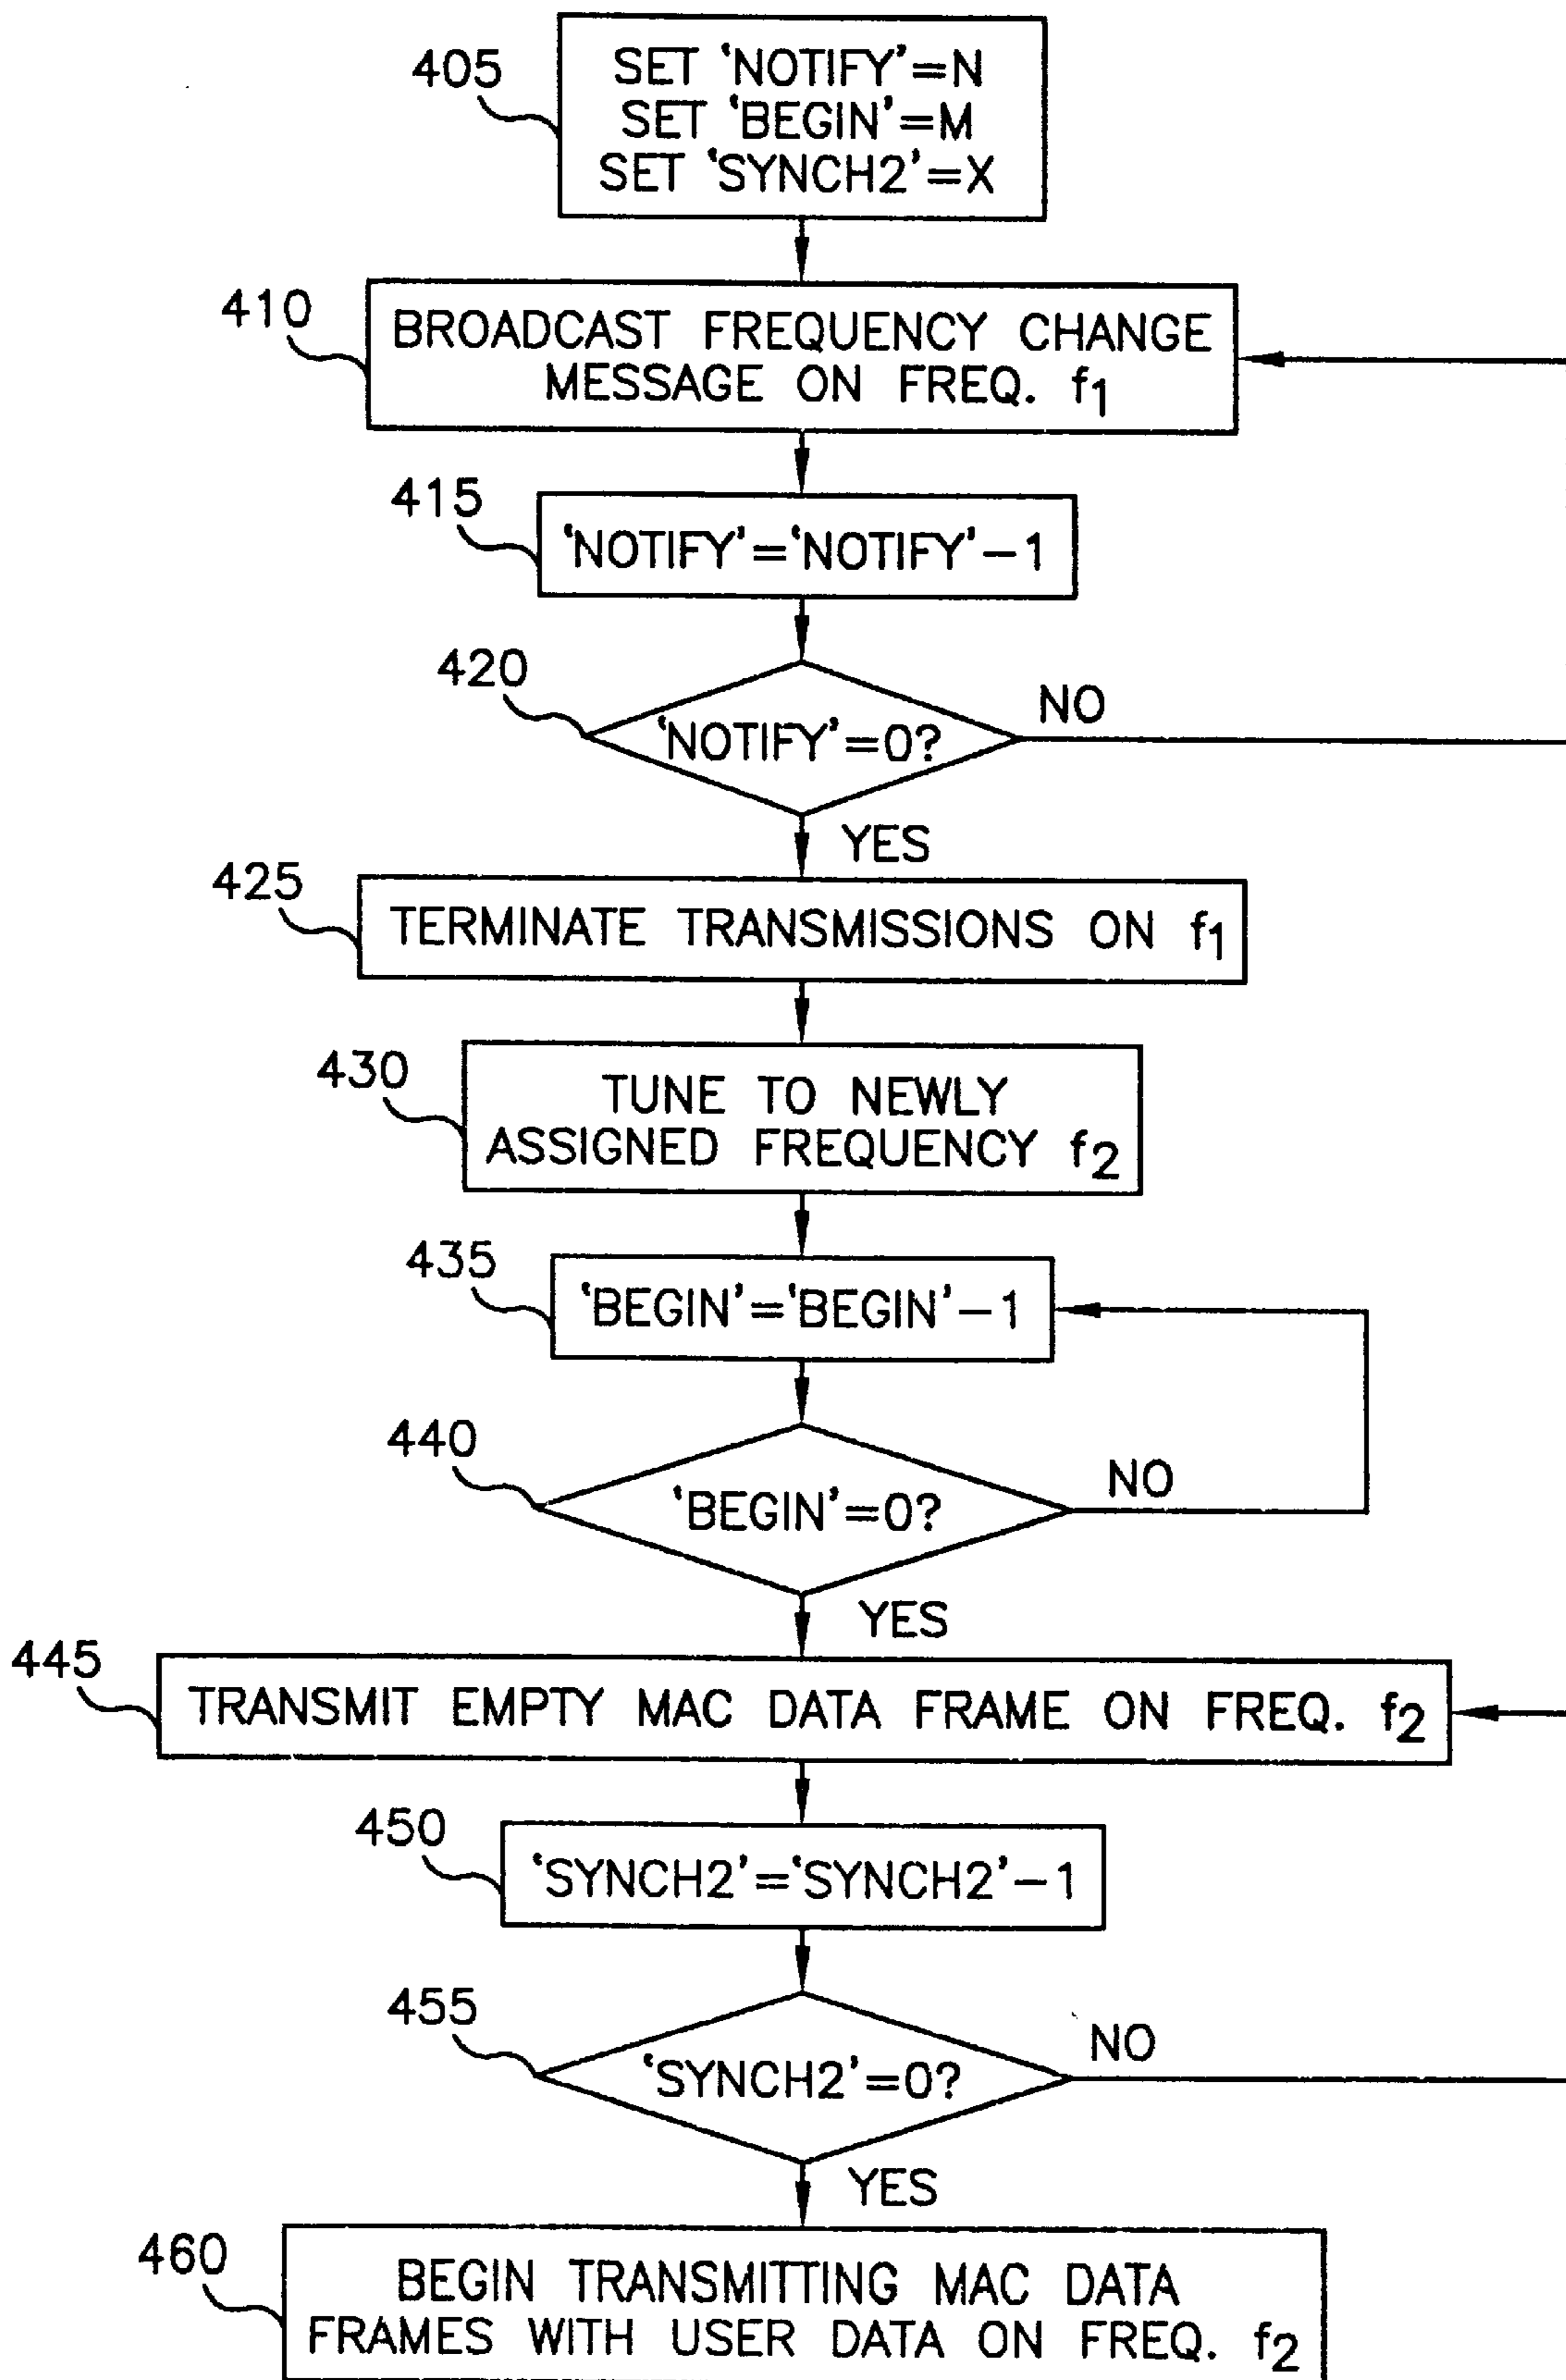 405
SET 'NOTIFY'=N
SET 'BEGIN'=M
SET 'SYNCH2'=X
410
BROADCAST FREQUENCY CHANGE
MESSAGE ON FREQ. f1
415
'NOTIFY'='NOTIFY'-1
420
'NOTIFY'=0?
NO
YES
425
TERMINATE TRANSMISSIONS ON f1
430
TUNE TO NEWLY
ASSIGNED FREQUENCY f2
435
'BEGIN'='BEGIN'-1
440
'BEGIN'=0?
NO
YES
445
TRANSMIT EMPTY MAC DATA FRAME ON FREQ. f2
450
'SYNCH2'='SYNCH2'-1
455
'SYNCH2'=0?
NO
YES
460
BEGIN TRANSMITTING MAC DATA
FRAMES WITH USER DATA ON FREQ. f2